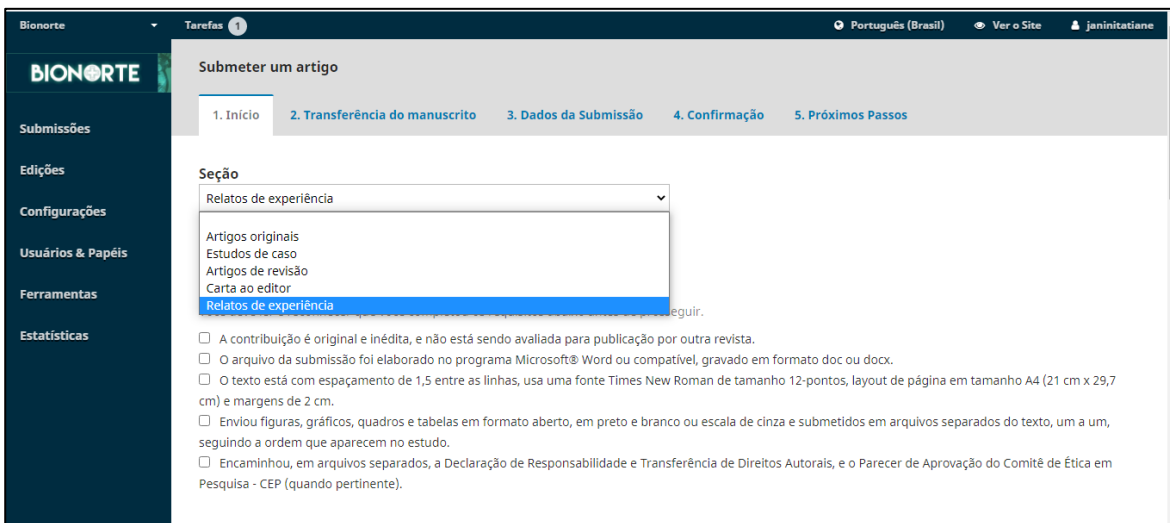 Bionorte
Tarefas 1
Português (Brasil)
Ver o Site
janinitatiane
BIONORTE
Submissões
Edições
Configurações
Usuários & Papéis
Ferramentas
Estatísticas
Submeter um artigo
1. Início
2. Transferência do manuscrito
3. Dados da Submissão
4. Confirmação
5. Próximos Passos
Seção
Relatos de experiência
Artigos originais
Estudos de caso
Artigos de revisão
Carta ao editor
Relatos de experiência
A contribuição é original e inédita, e não está sendo avaliada para publicação por outra revista.
O arquivo da submissão foi elaborado no programa Microsoft® Word ou compatível, gravado em formato doc ou docx.
O texto está com espaçamento de 1,5 entre as linhas, usa uma fonte Times New Roman de tamanho 12-pontos, layout de página em tamanho A4 (21 cm x 29,7
cm) e margens de 2 cm.
Enviou figuras, gráficos, quadros e tabelas em formato aberto, em preto e branco ou escala de cinza e submetidos em arquivos separados do texto, um a um,
seguindo a ordem que aparecem no estudo.
Encaminhou, em arquivos separados, a Declaração de Responsabilidade e Transferência de Direitos Autorais, e o Parecer de Aprovação do Comitê de Ética em
Pesquisa - CEP (quando pertinente).